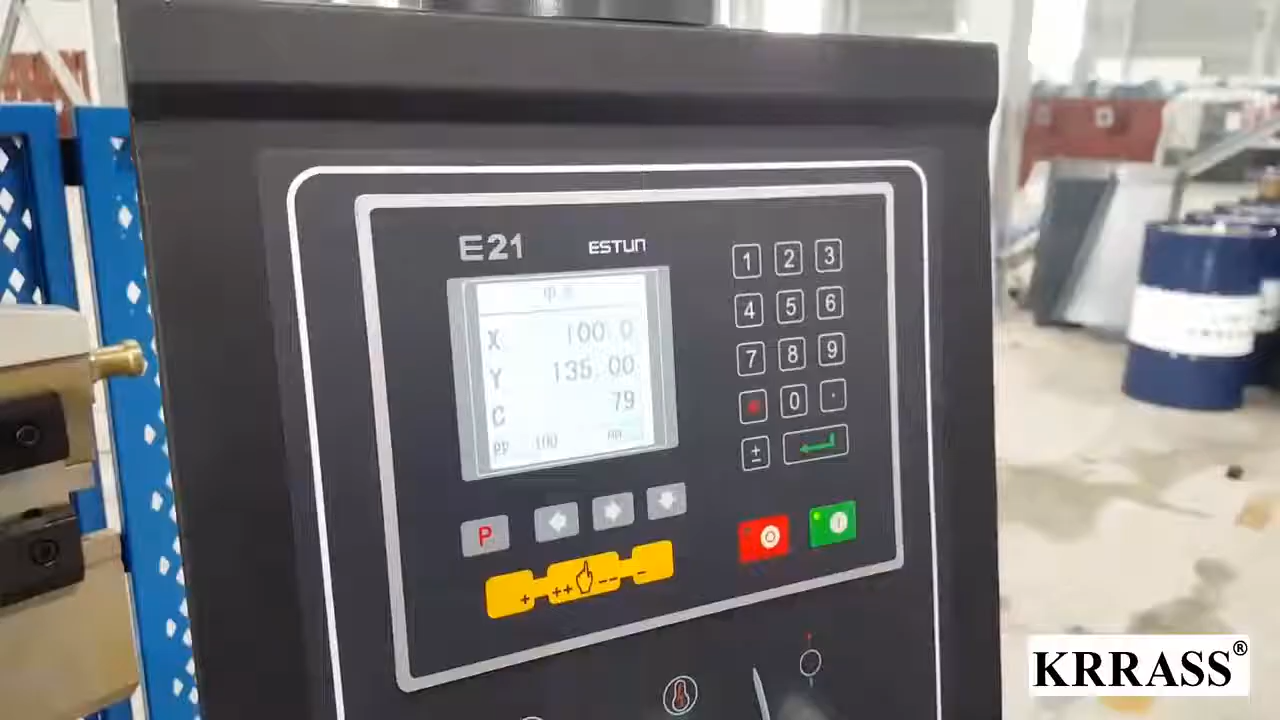 E21 ESTUN
X 100.0
Y 135.00
C 79
PP 100
1 2 3
4 5 6
7 8 9
0 .
±
P
+ ++ -- -
KRRASS®